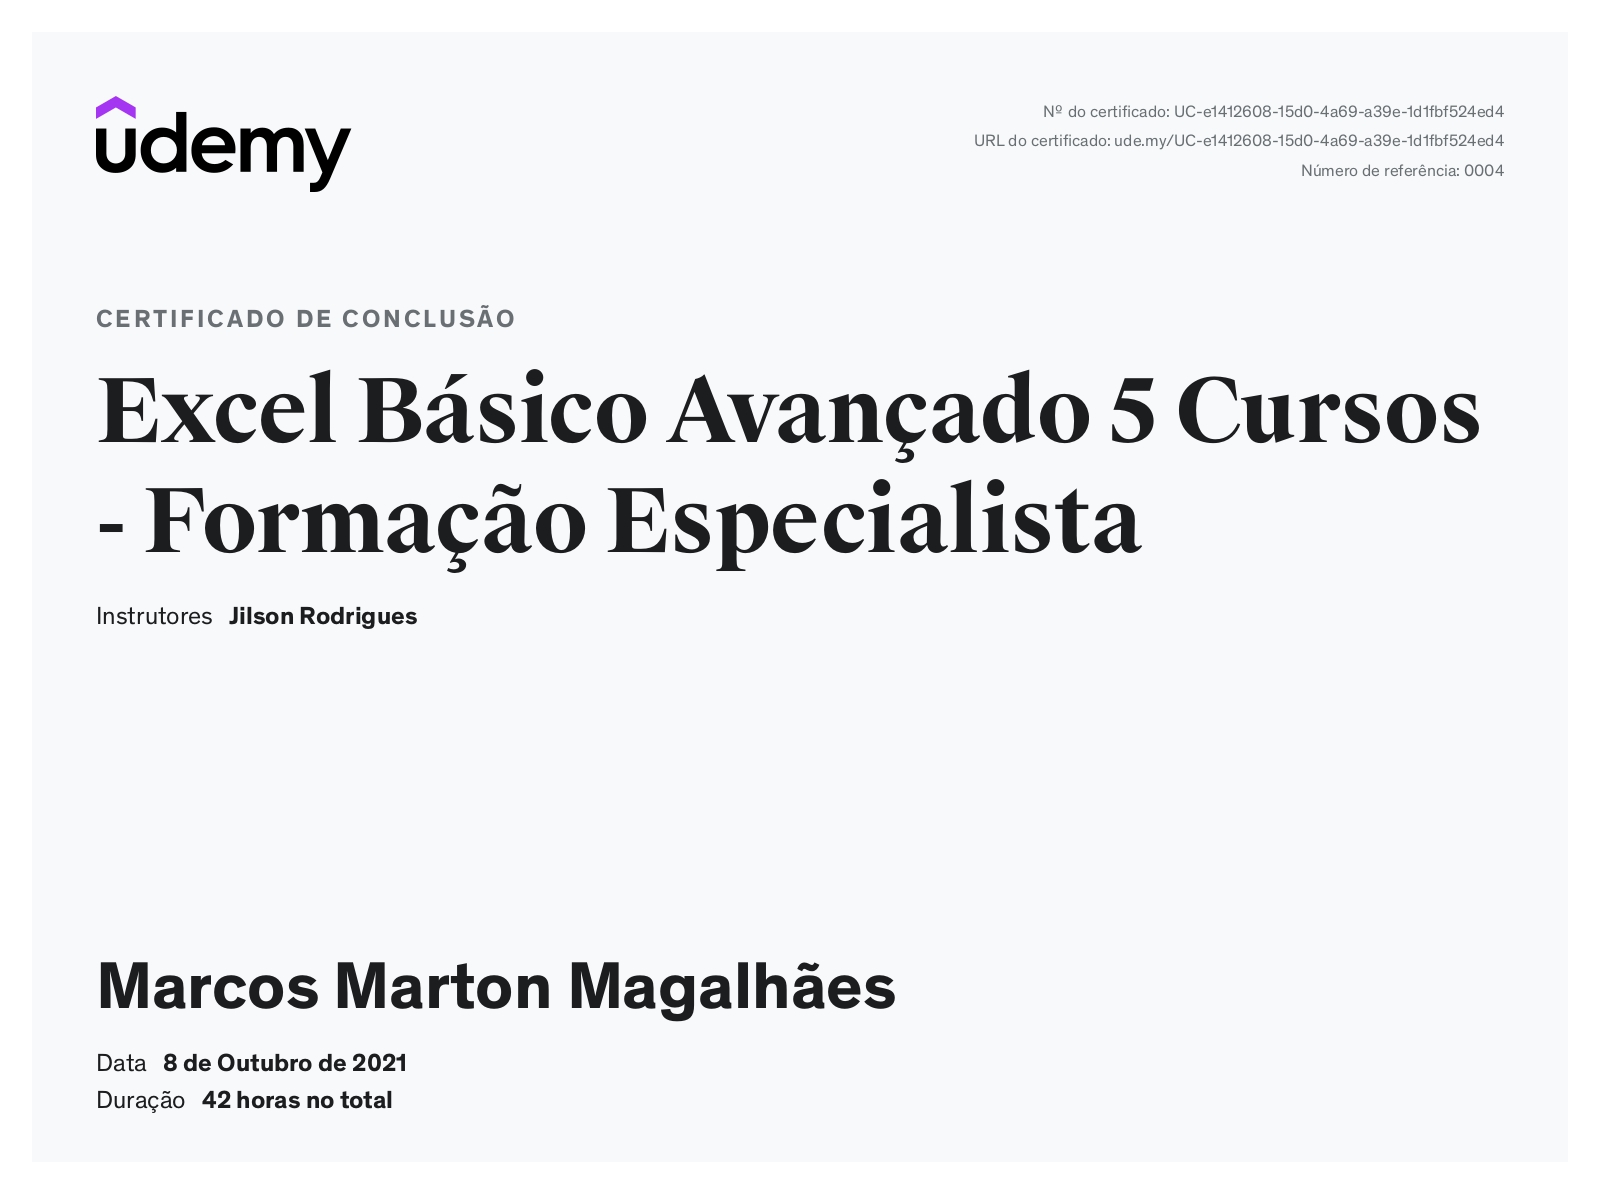 udemy
Nº do certificado: UC-e1412608-15d0-4a69-a39e-1d1fbf524ed4
URL do certificado: ude.my/UC-e1412608-15d0-4a69-a39e-1d1fbf524ed4
Número de referência: 0004
CERTIFICADO DE CONCLUSÃO
Excel Básico Avançado 5 Cursos
- Formação Especialista
Instrutores Jilson Rodrigues
Marcos Marton Magalhães
Data 8 de Outubro de 2021
Duração 42 horas no total